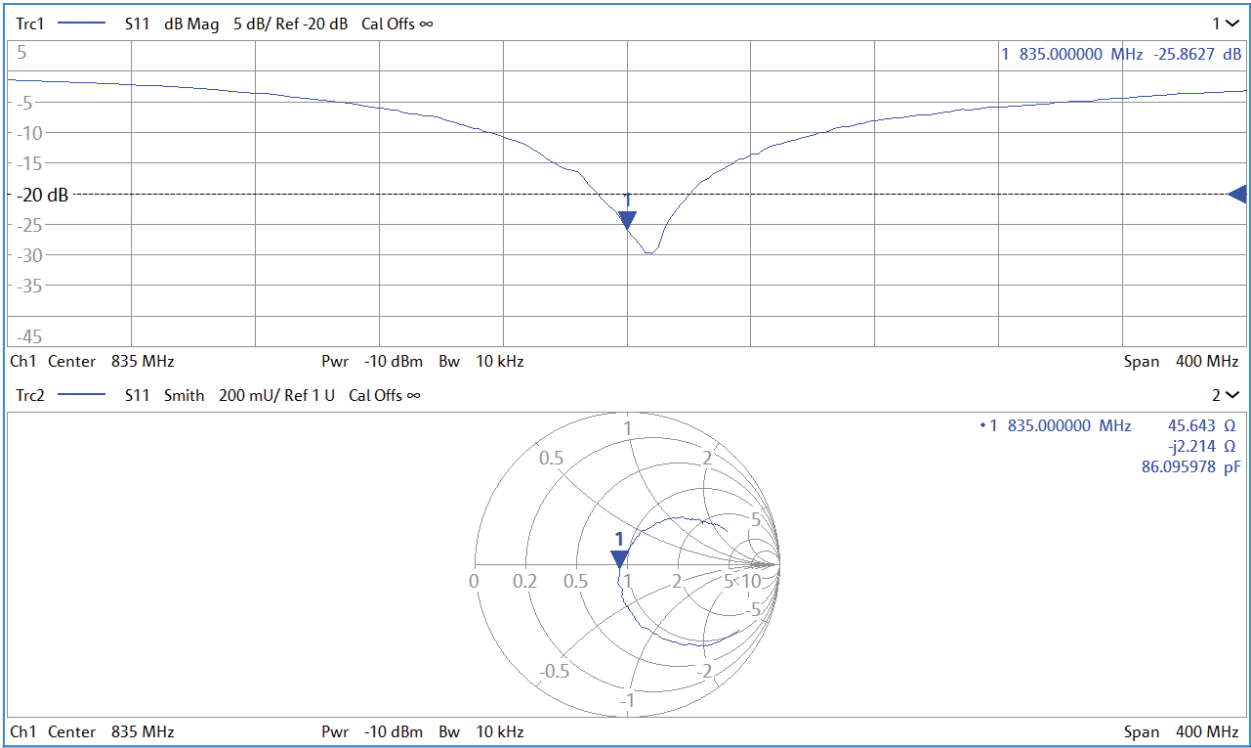 Trc1 S11 dB Mag 5 dB/ Ref -20 dB Cal Offs ∞ 1
5
1 835.000000 MHz -25.8627 dB
-5
-10
-15
-20 dB
1
-25
-30
-35
-45
Ch1 Center 835 MHz Pwr -10 dBm Bw 10 kHz Span 400 MHz
Trc2 S11 Smith 200 mU/ Ref 1 U Cal Offs ∞ 2
•1 835.000000 MHz 45.643 Ω
-j2.214 Ω
86.095978 pF
1
0.5 2
5
1
0 0.2 0.5 1 2 5 10
-5
-0.5 -2
-1
Ch1 Center 835 MHz Pwr -10 dBm Bw 10 kHz Span 400 MHz